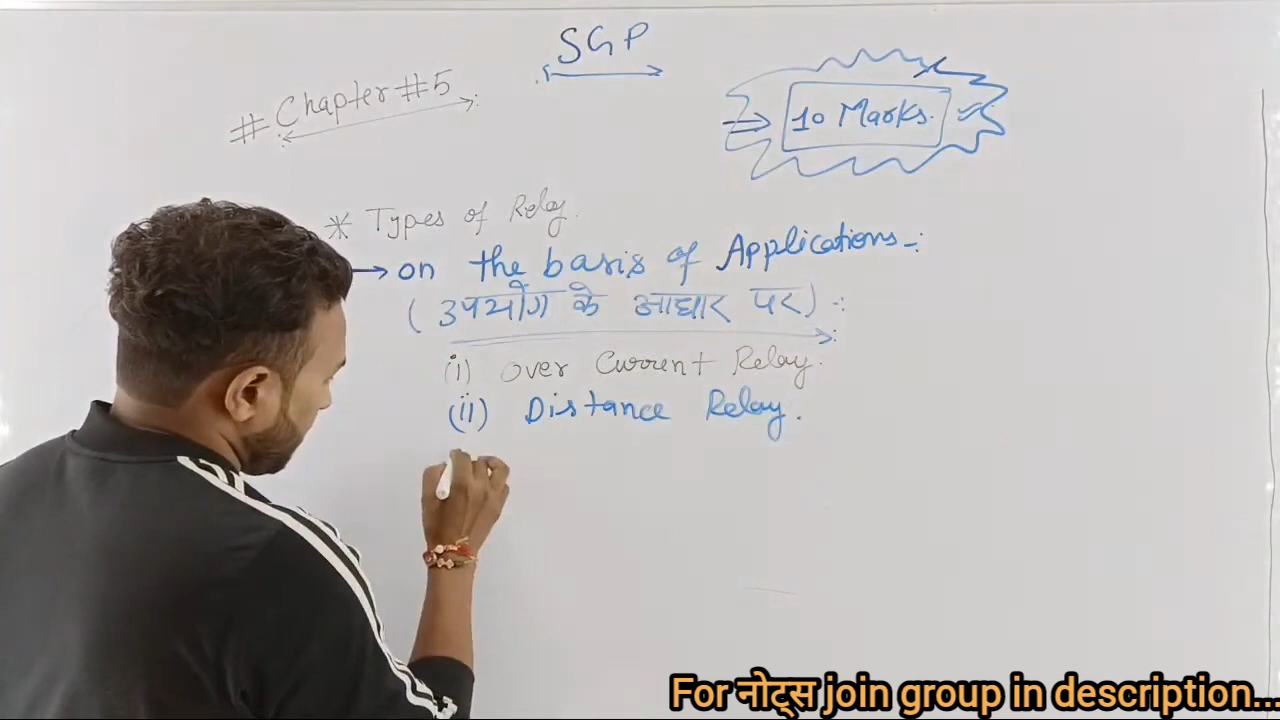 SGP
# Chapter #5
10 Marks.
* Types of Relay.
→ on the basis of Applications -:
( उपयोग के आधार पर) -:
(i) over Current Relay.
(ii) Distance Relay.
For नोट्स join group in description...